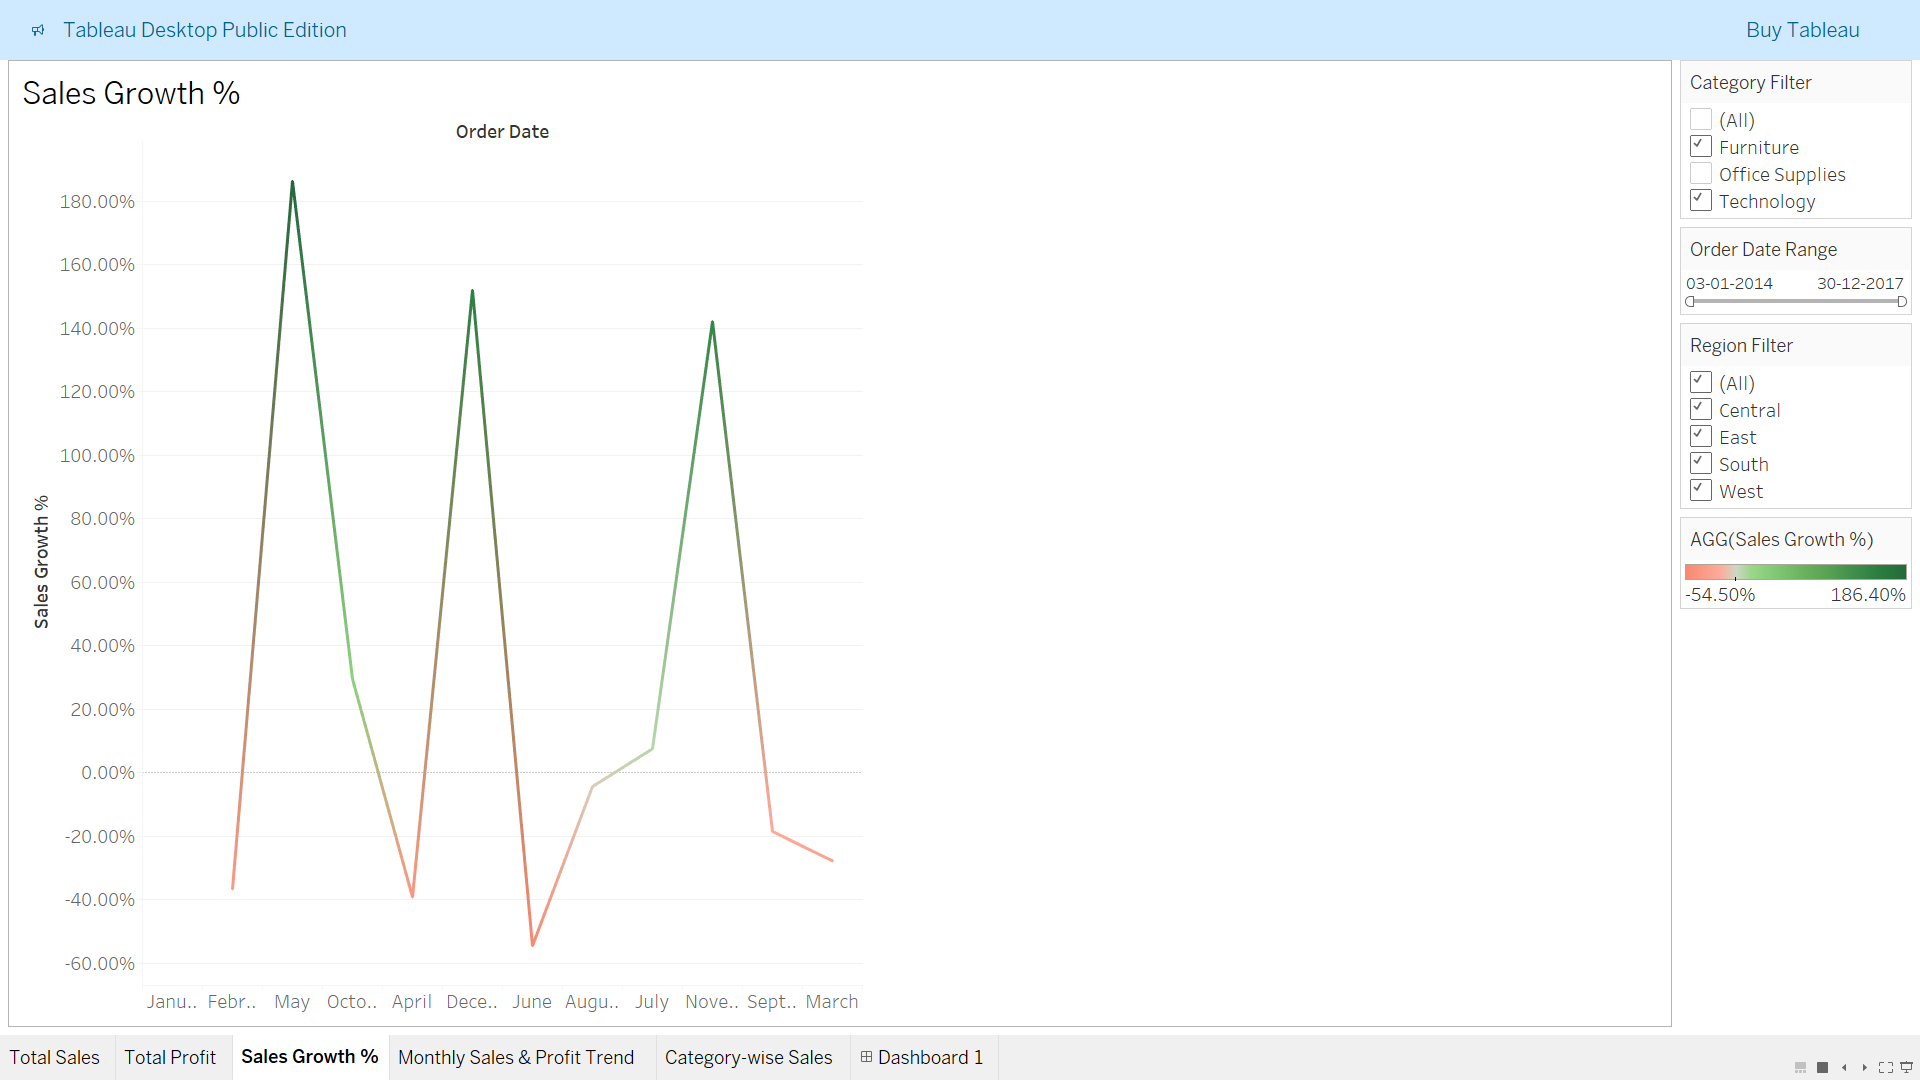 Tableau Desktop Public Edition
Buy Tableau
Sales Growth %
Order Date
Sales Growth %
180.00%
160.00%
140.00%
120.00%
100.00%
80.00%
60.00%
40.00%
20.00%
0.00%
-20.00%
-40.00%
-60.00%
Janu.. Febr.. May Octo.. April Dece.. June Augu.. July Nove.. Sept.. March
Category Filter
(All)
Furniture
Office Supplies
Technology
Order Date Range
03-01-2014 30-12-2017
Region Filter
(All)
Central
East
South
West
AGG(Sales Growth %)
-54.50% 186.40%
Total Sales Total Profit Sales Growth % Monthly Sales & Profit Trend Category-wise Sales Dashboard 1